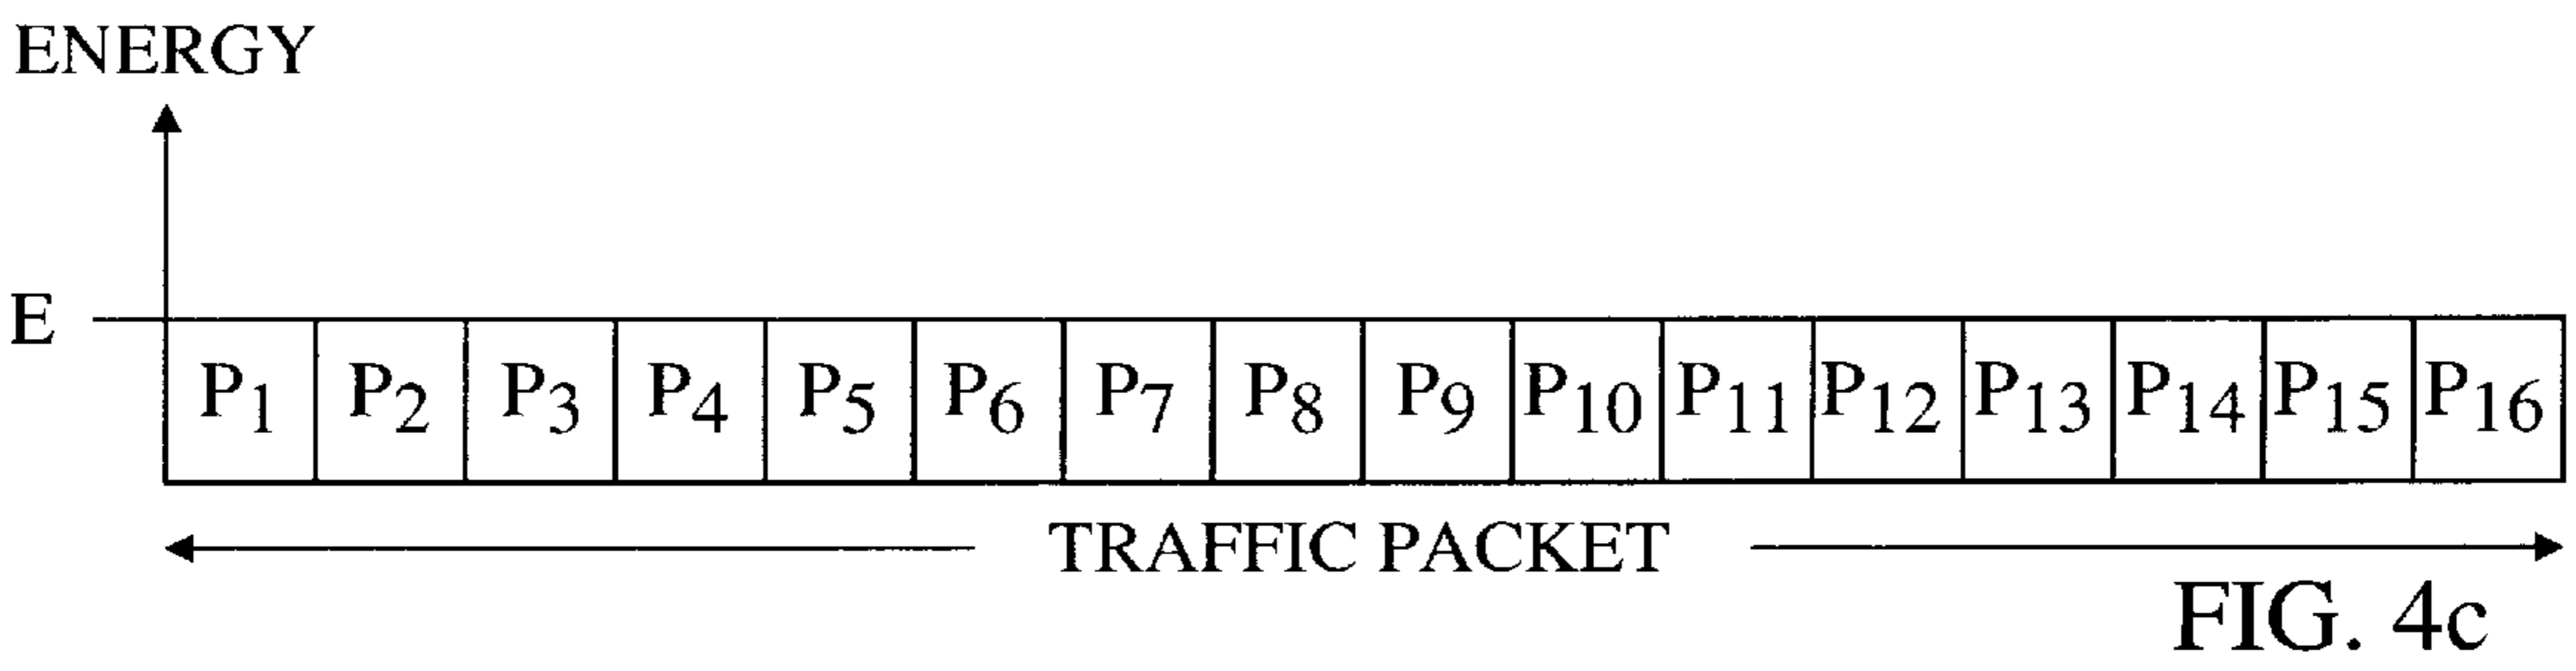 ENERGY
E
P1 P2 P3 P4 P5 P6 P7 P8 P9 P10 P11 P12 P13 P14 P15 P16
TRAFFIC PACKET
FIG. 4c